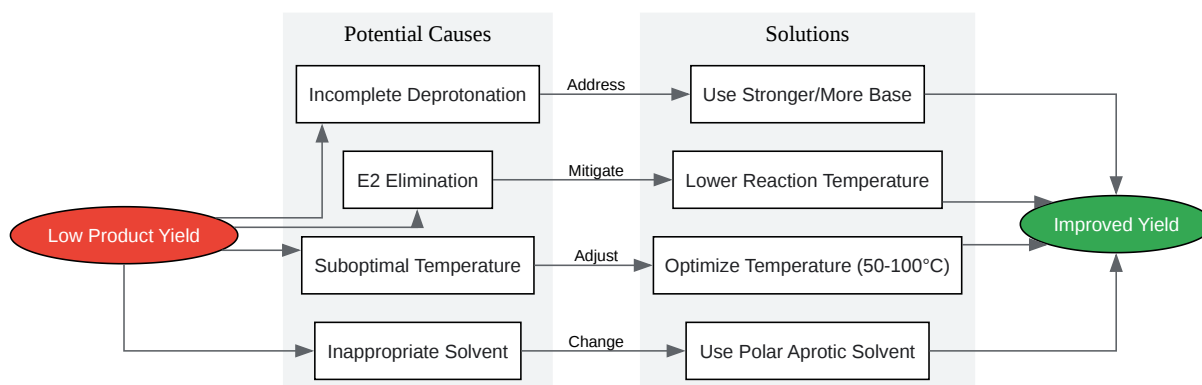 Potential Causes
Solutions
Incomplete Deprotonation
Address
Use Stronger/More Base
E2 Elimination
Mitigate
Lower Reaction Temperature
Low Product Yield
Improved Yield
Suboptimal Temperature
Adjust
Optimize Temperature (50-100°C)
Inappropriate Solvent
Change
Use Polar Aprotic Solvent